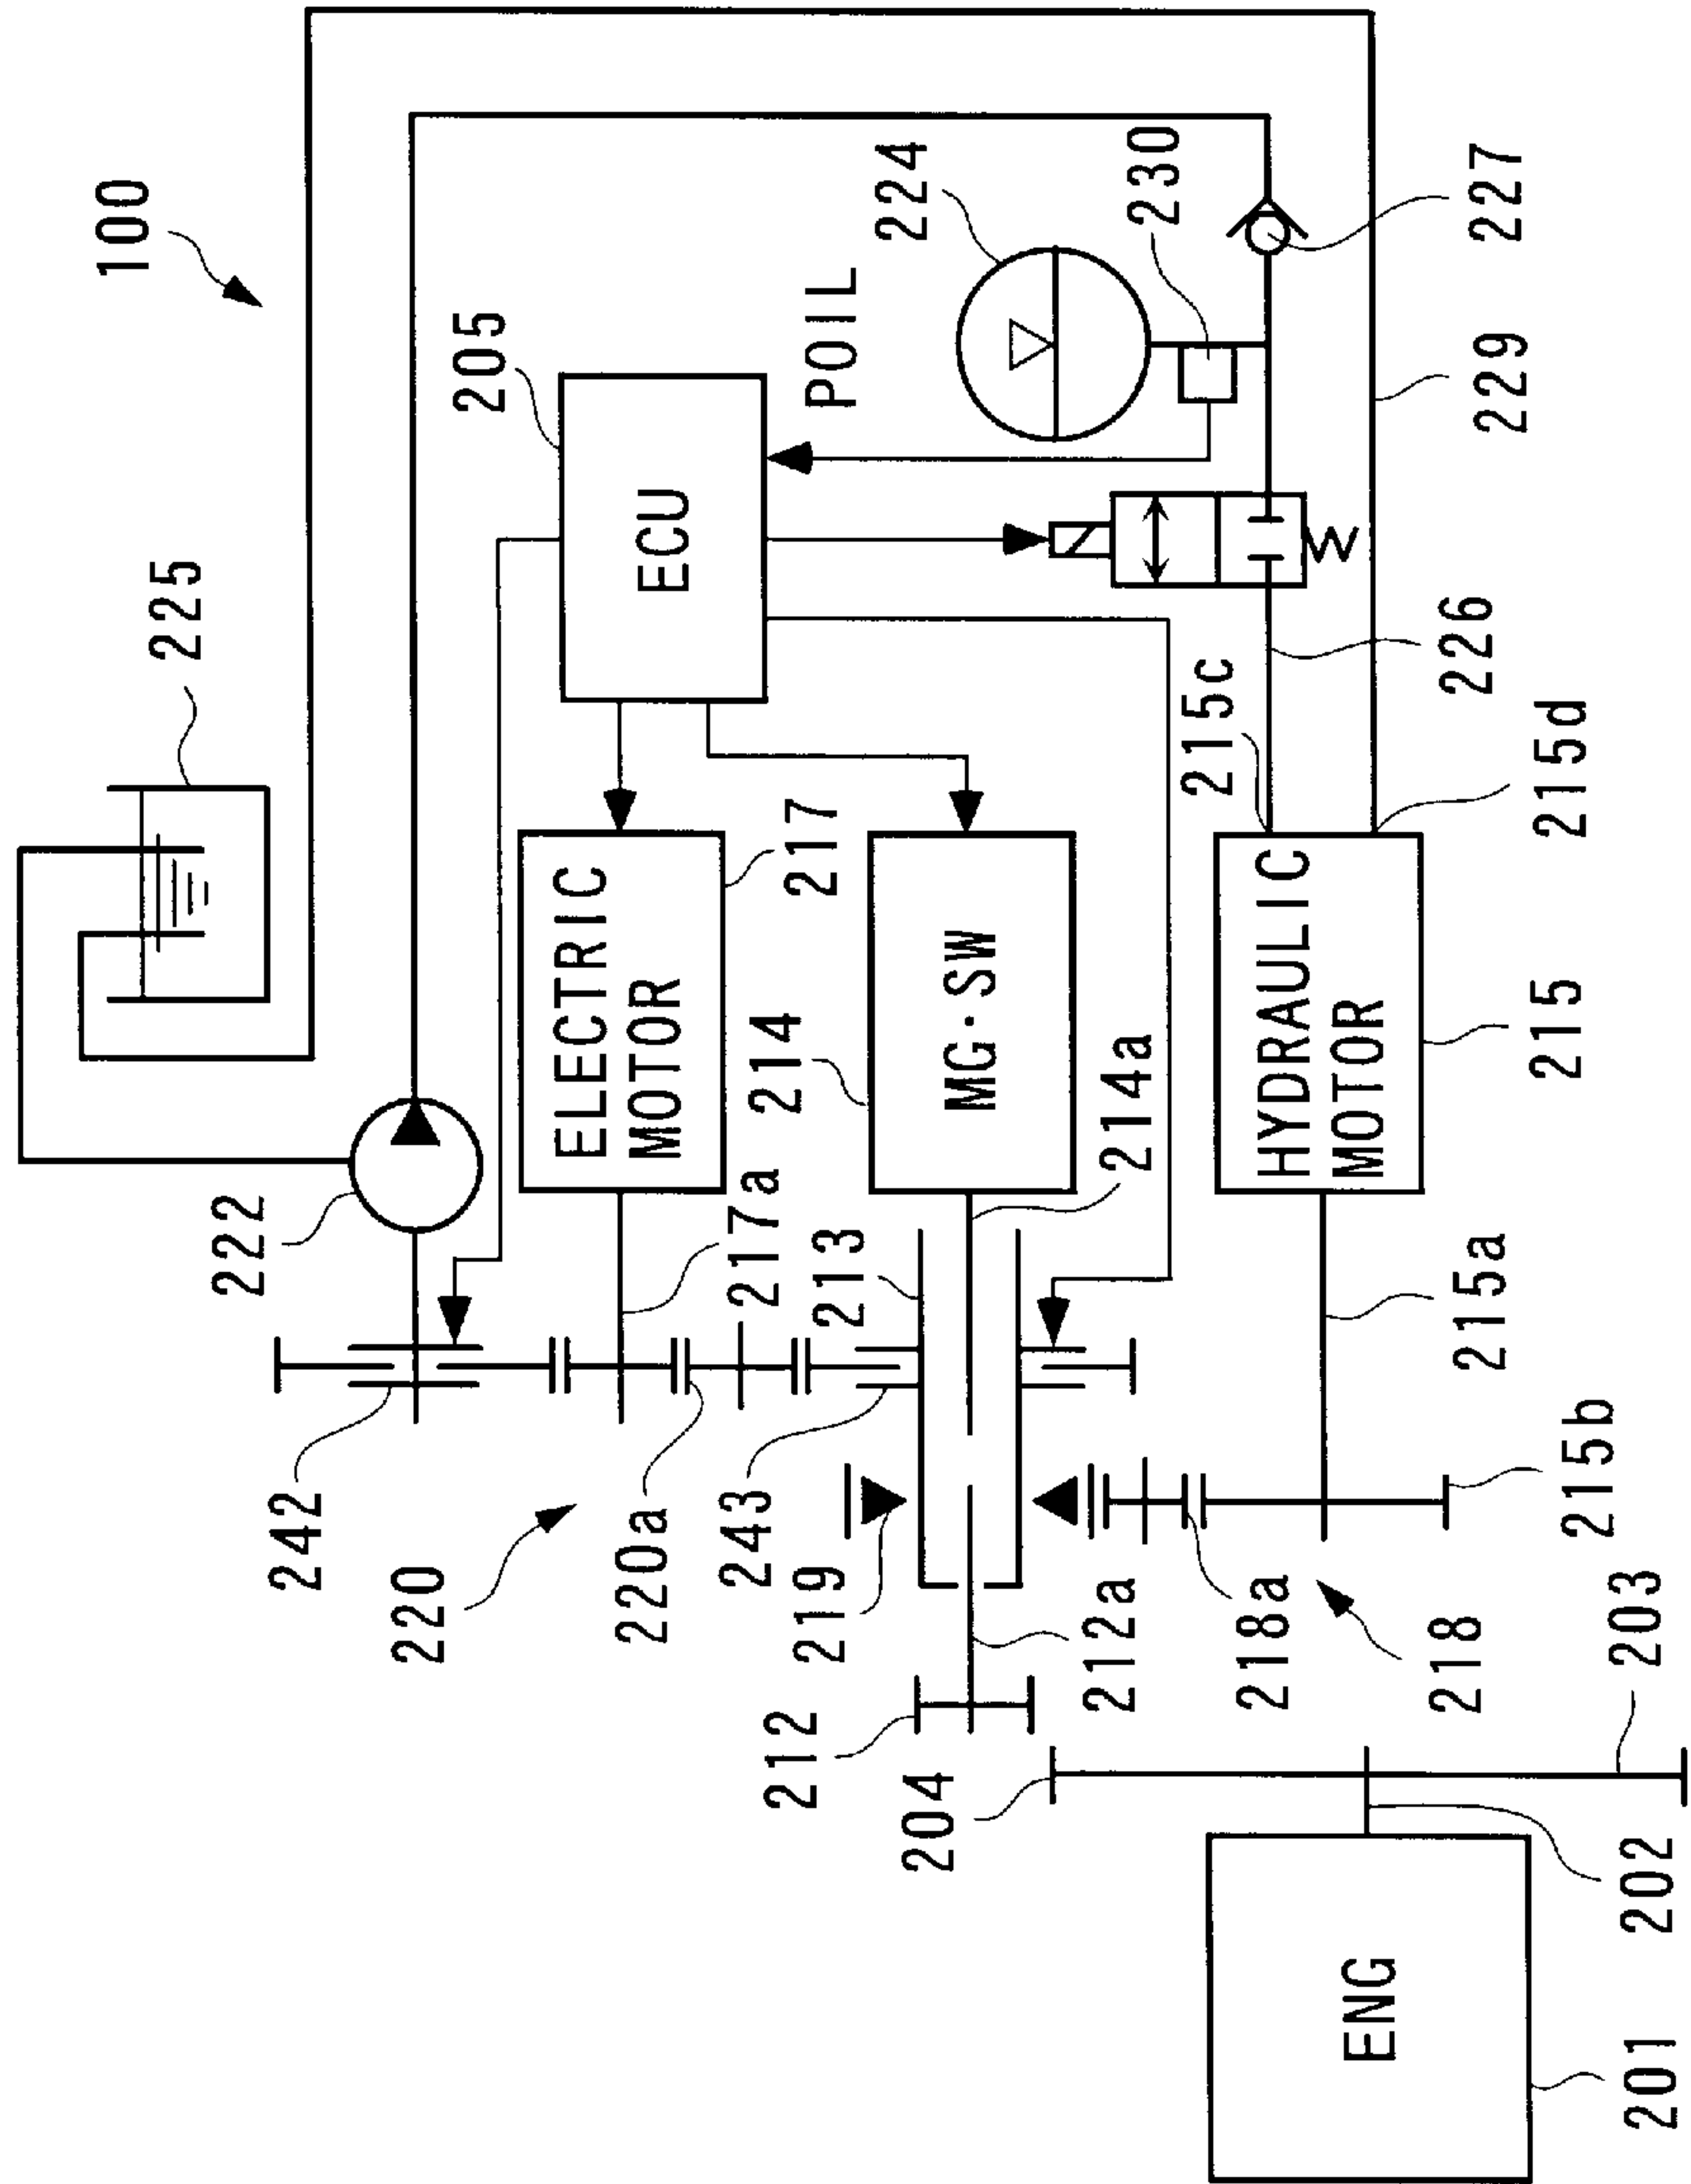 100
225
222
242
220
205
ECU
POIL
224
230
227
229
226
215c
215d
217
ELECTRIC
MOTOR
217a
214
MG·SW
214a
213
220a
243
219
HYDRAULIC
MOTOR
215
215a
215b
212
212a
218a
218
204
203
202
ENG
201